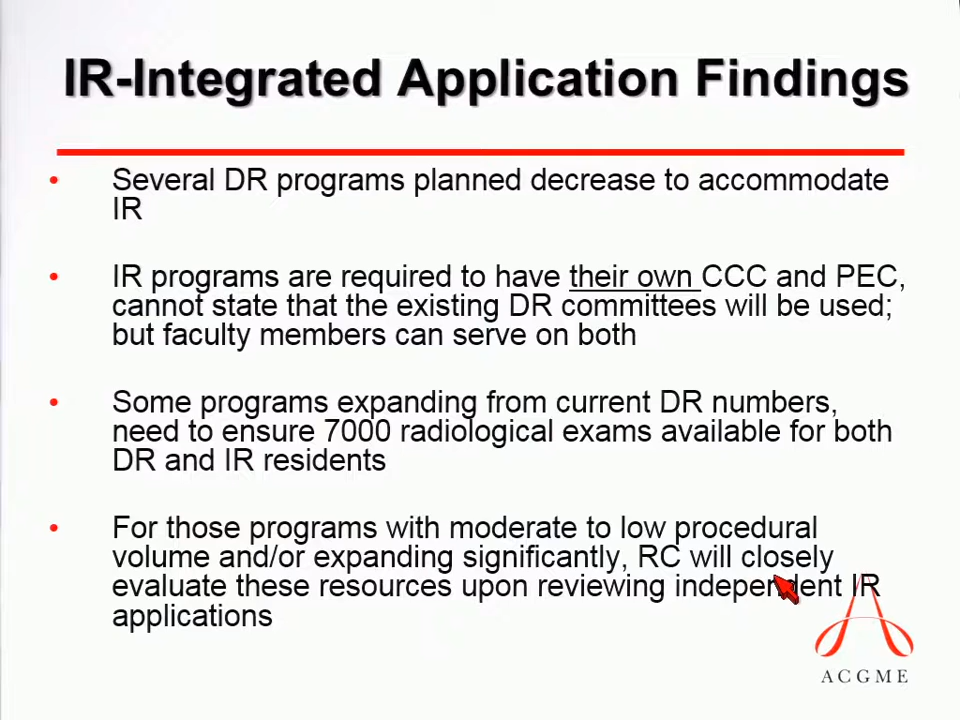 IR-Integrated Application Findings
• Several DR programs planned decrease to accommodate
IR
• IR programs are required to have their own CCC and PEC,
cannot state that the existing DR committees will be used;
but faculty members can serve on both
• Some programs expanding from current DR numbers,
need to ensure 7000 radiological exams available for both
DR and IR residents
• For those programs with moderate to low procedural
volume and/or expanding significantly, RC will closely
evaluate these resources upon reviewing independent IR
applications
ACGME